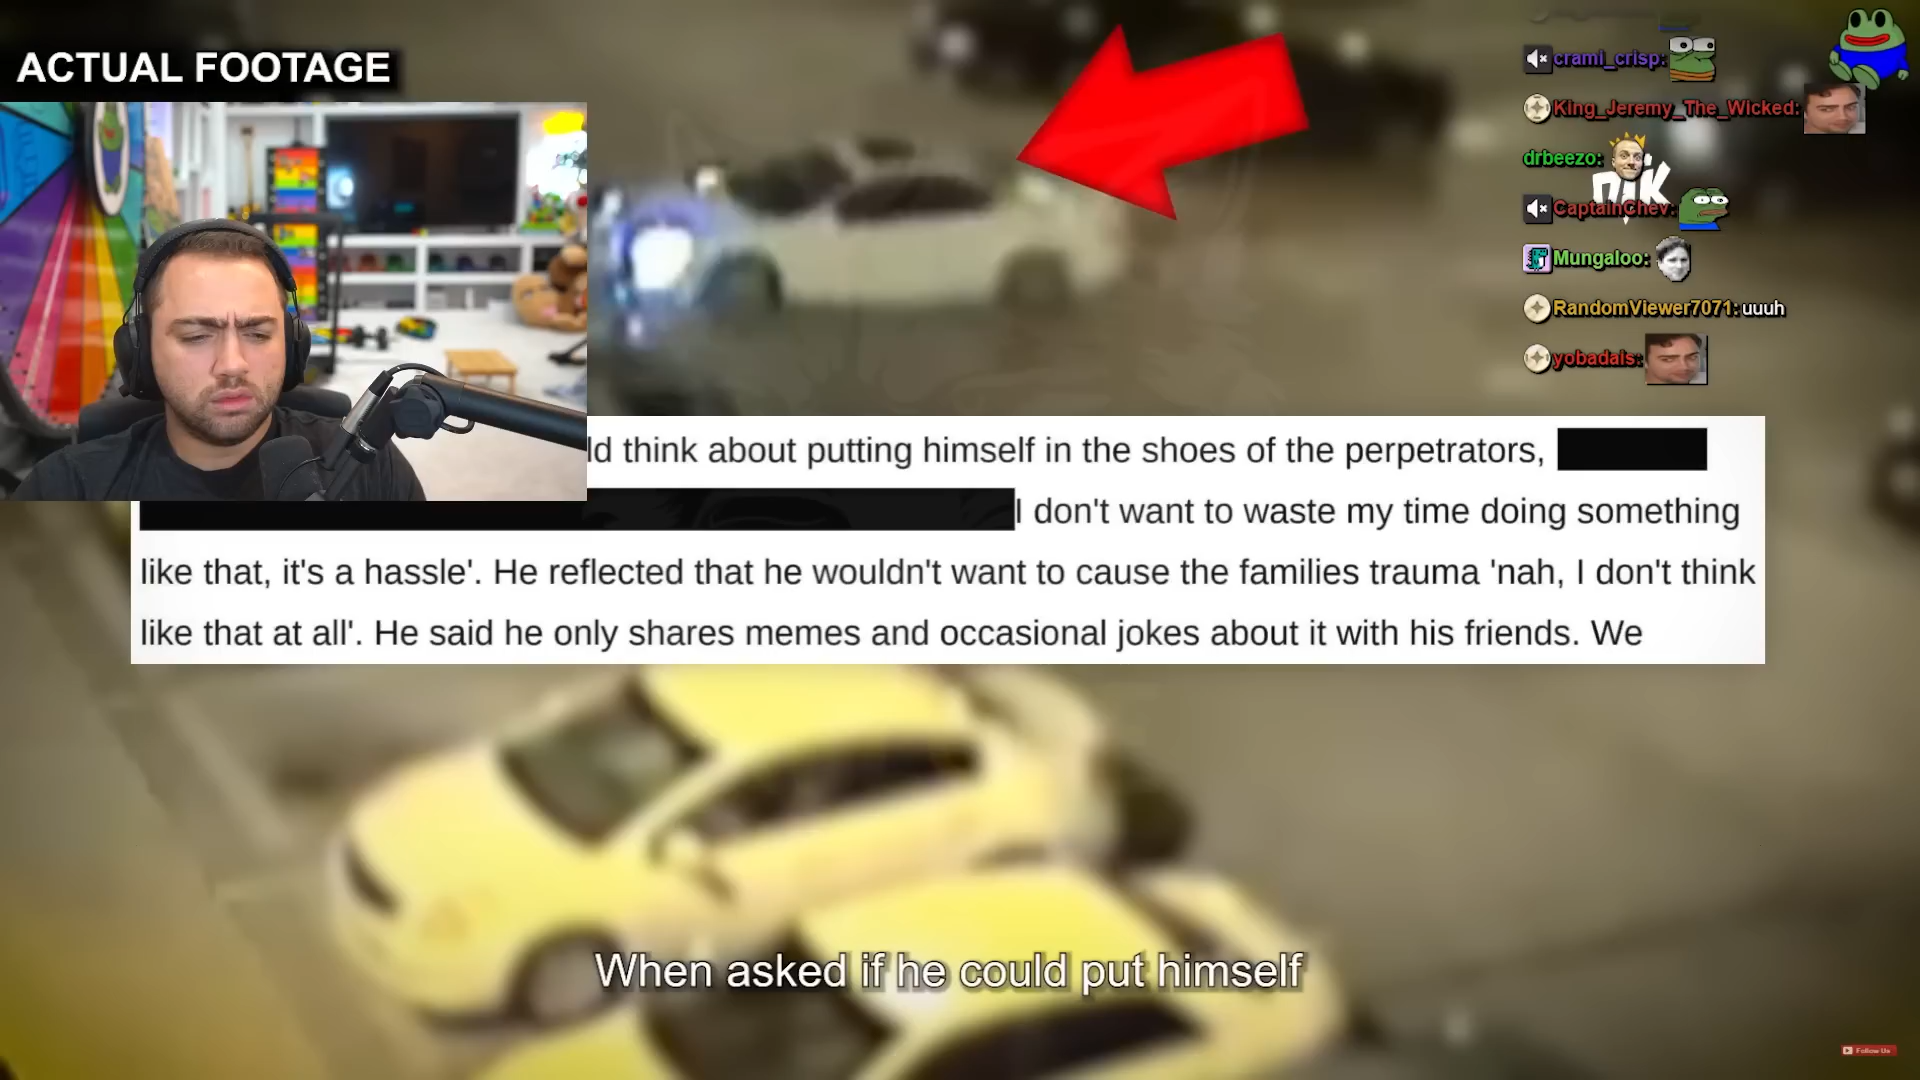 ACTUAL FOOTAGE
crami_crisp:
King_Jeremy_The_Wicked:
drbeezo:
CaptainChev:
Mungaloo:
RandomViewer7071: uuuh
yobadais:
ld think about putting himself in the shoes of the perpetrators,
I don't want to waste my time doing something
like that, it's a hassle'. He reflected that he wouldn't want to cause the families trauma 'nah, I don't think
like that at all'. He said he only shares memes and occasional jokes about it with his friends. We
When asked if he could put himself
Follow Us